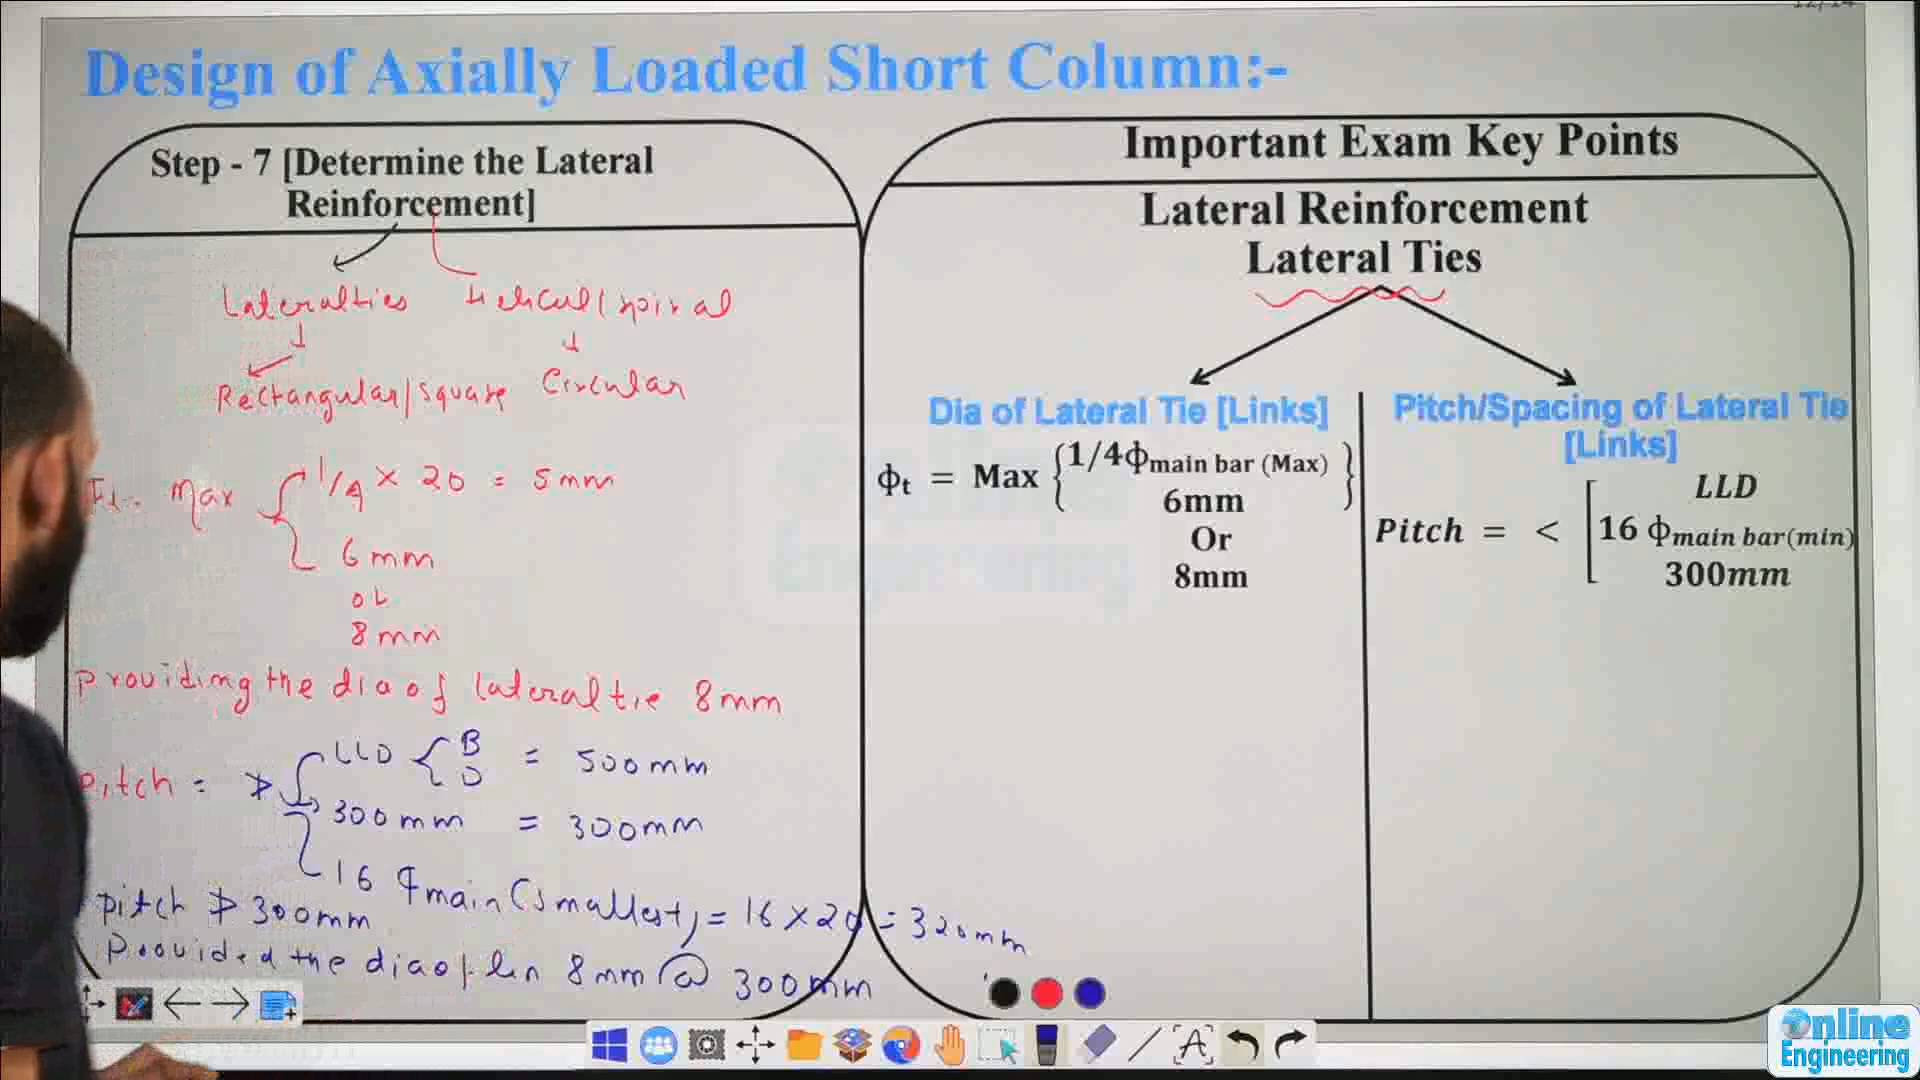 Design of Axially Loaded Short Column:-
Step - 7 [Determine the Lateral
Reinforcement]
Lateralties Helical/spiral
Rectangular/square Circular
Max 1/4 × 20 = 5mm
6mm
or
8mm
Providing the dia of lateral tie 8mm
Pitch = ≯ LLD { B = 500mm
D
300mm = 300mm
16 ϕmain (smallest) = 16 × 20 = 320mm
pitch ≯ 300mm
Provided the dia of 8mm @ 300mm
Important Exam Key Points
Lateral Reinforcement
Lateral Ties
Dia of Lateral Tie [Links]
ϕt = Max { 1/4ϕmain bar (Max) }
6mm
Or
8mm
Pitch/Spacing of Lateral Tie
[Links]
LLD
Pitch = < [ 16 ϕmain bar(min)
300mm
Engineering
Online
Engineering